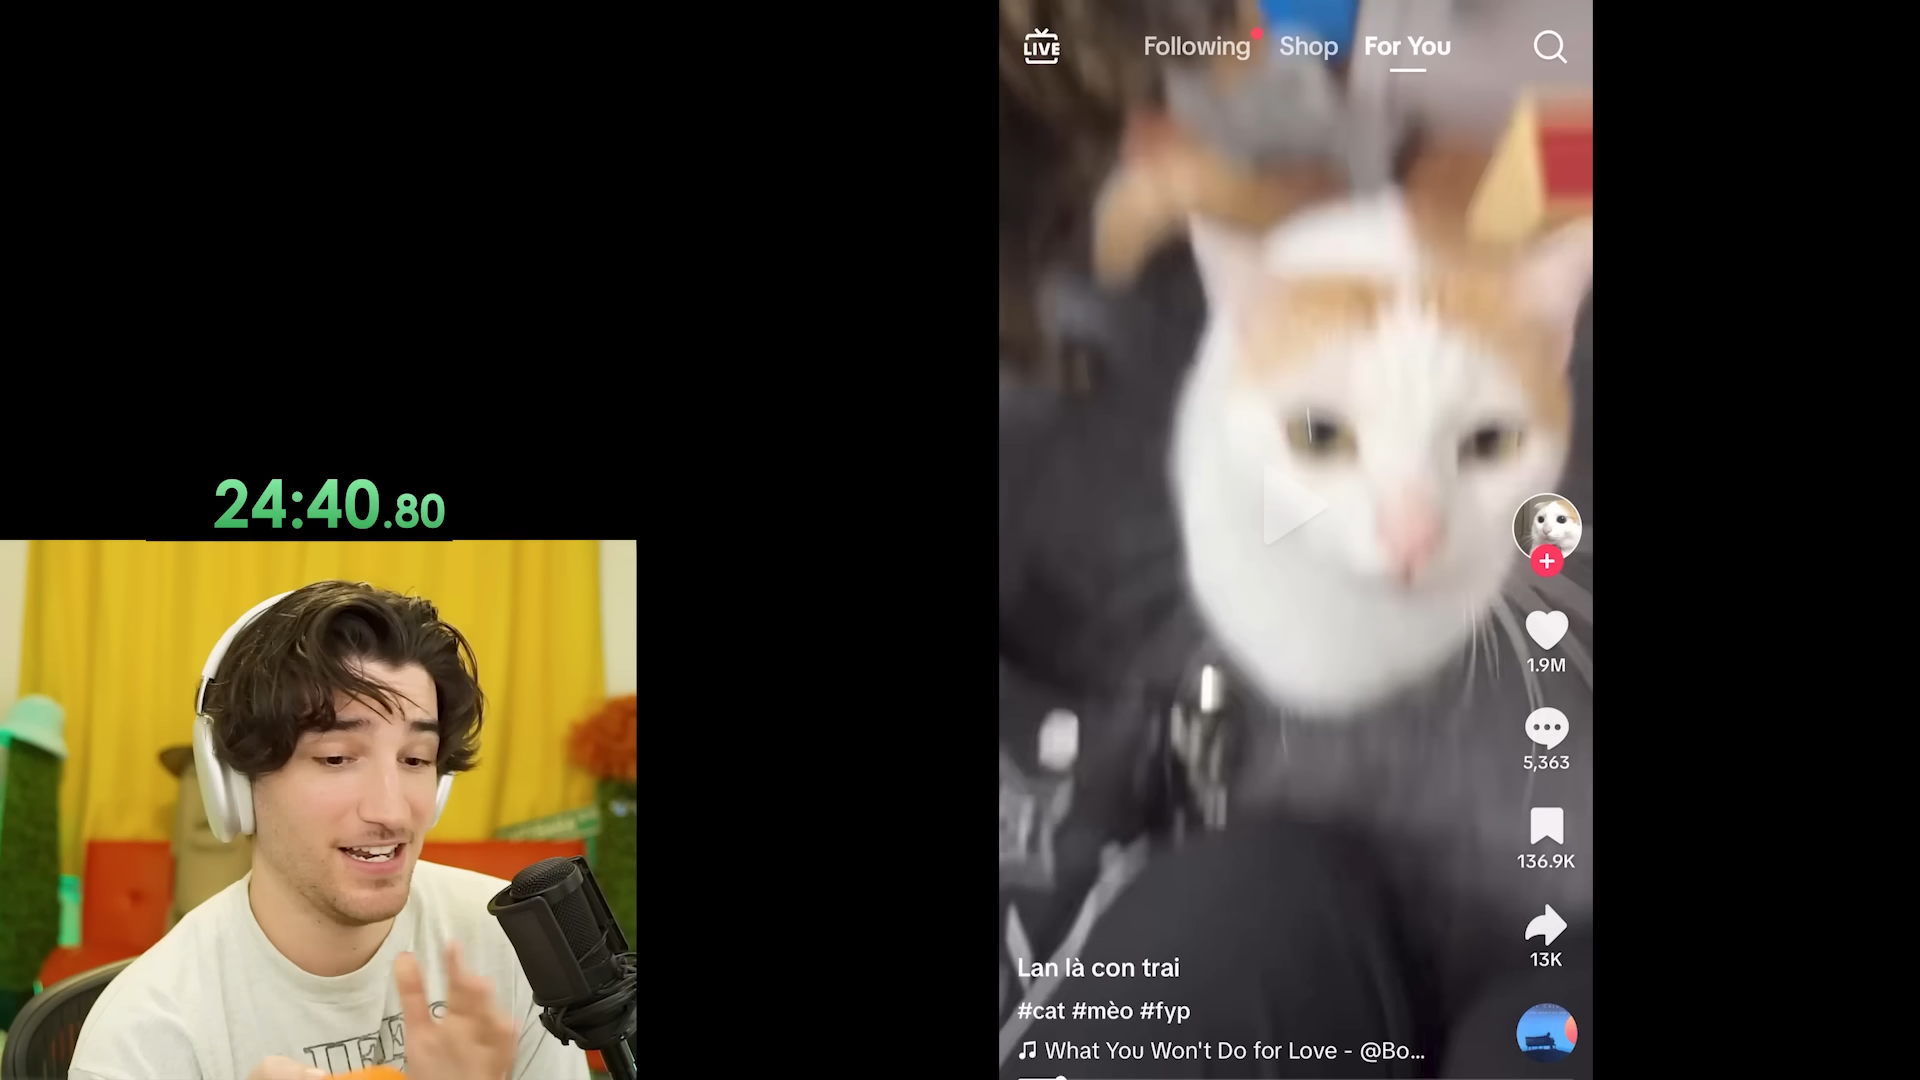 LIVE
Following
Shop
For You
24:40.80
1.9M
5,363
136.9K
13K
Lan là con trai
#cat #mèo #fyp
What You Won't Do for Love - @Bo...